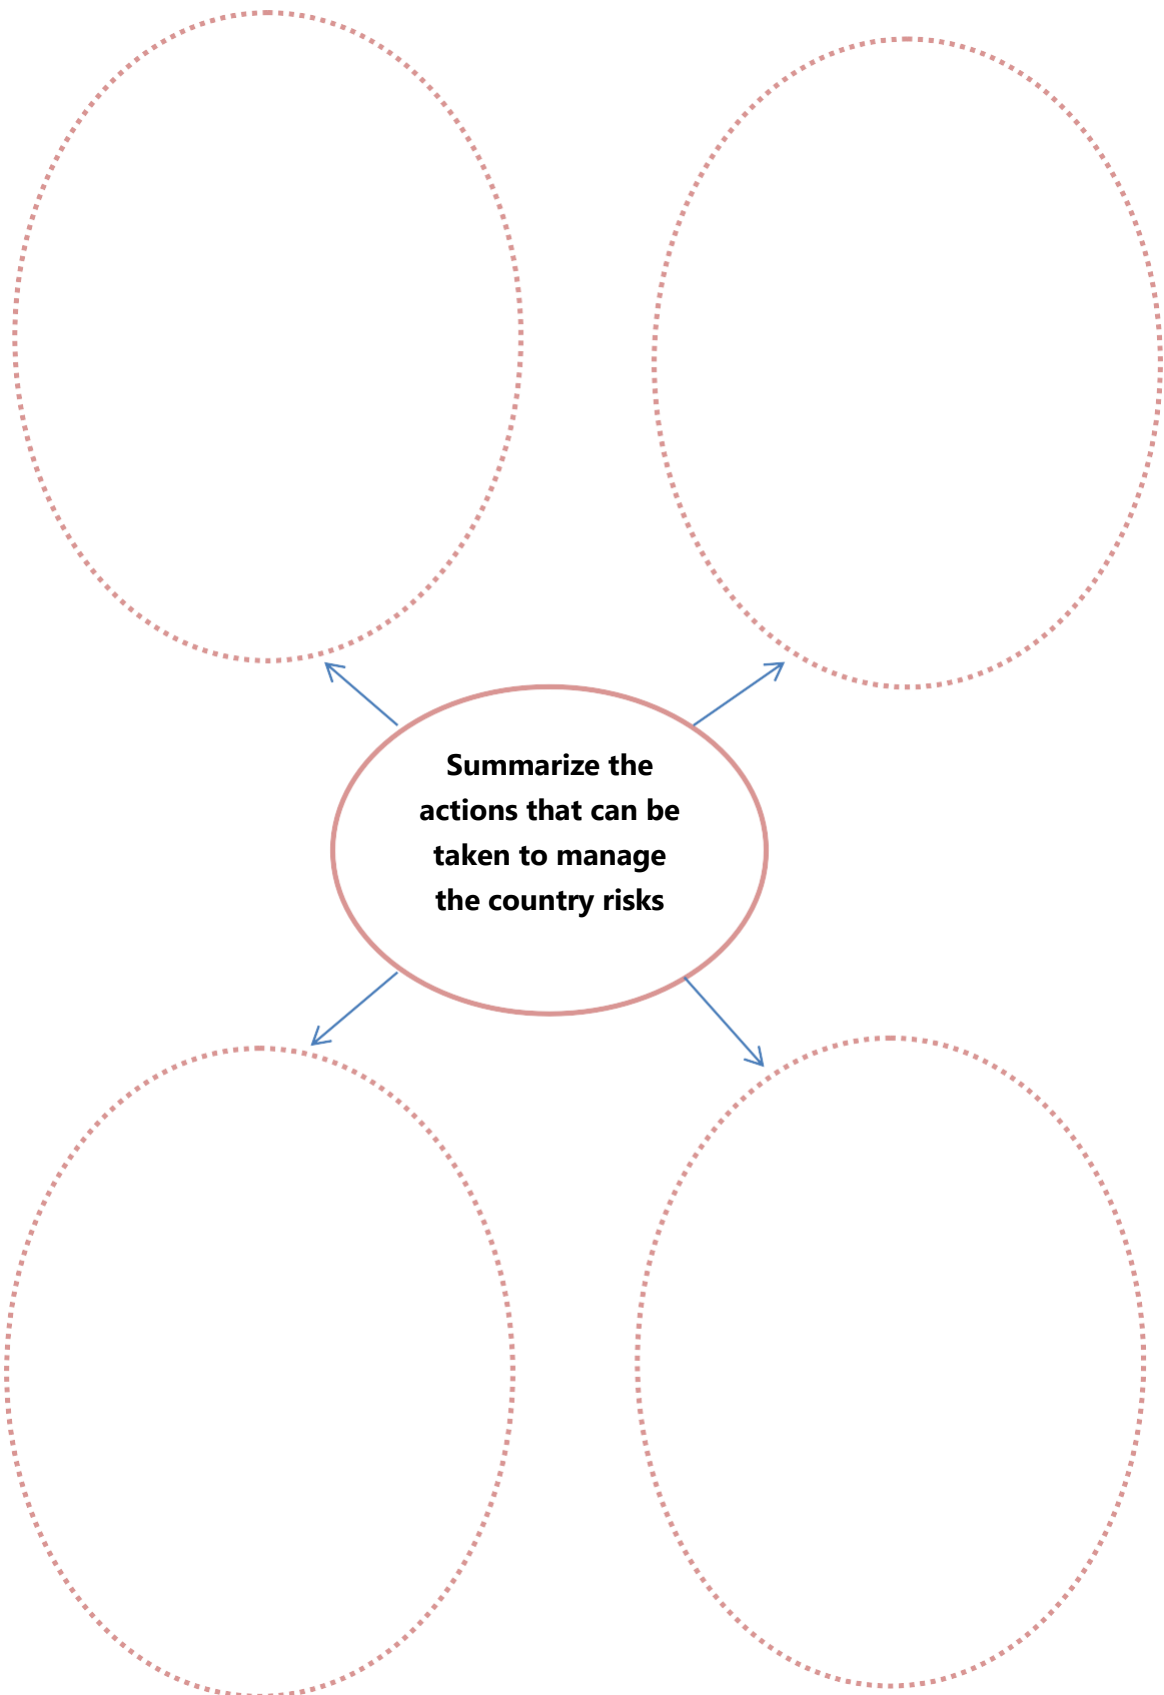 Summarize the
actions that can be
taken to manage
the country risks